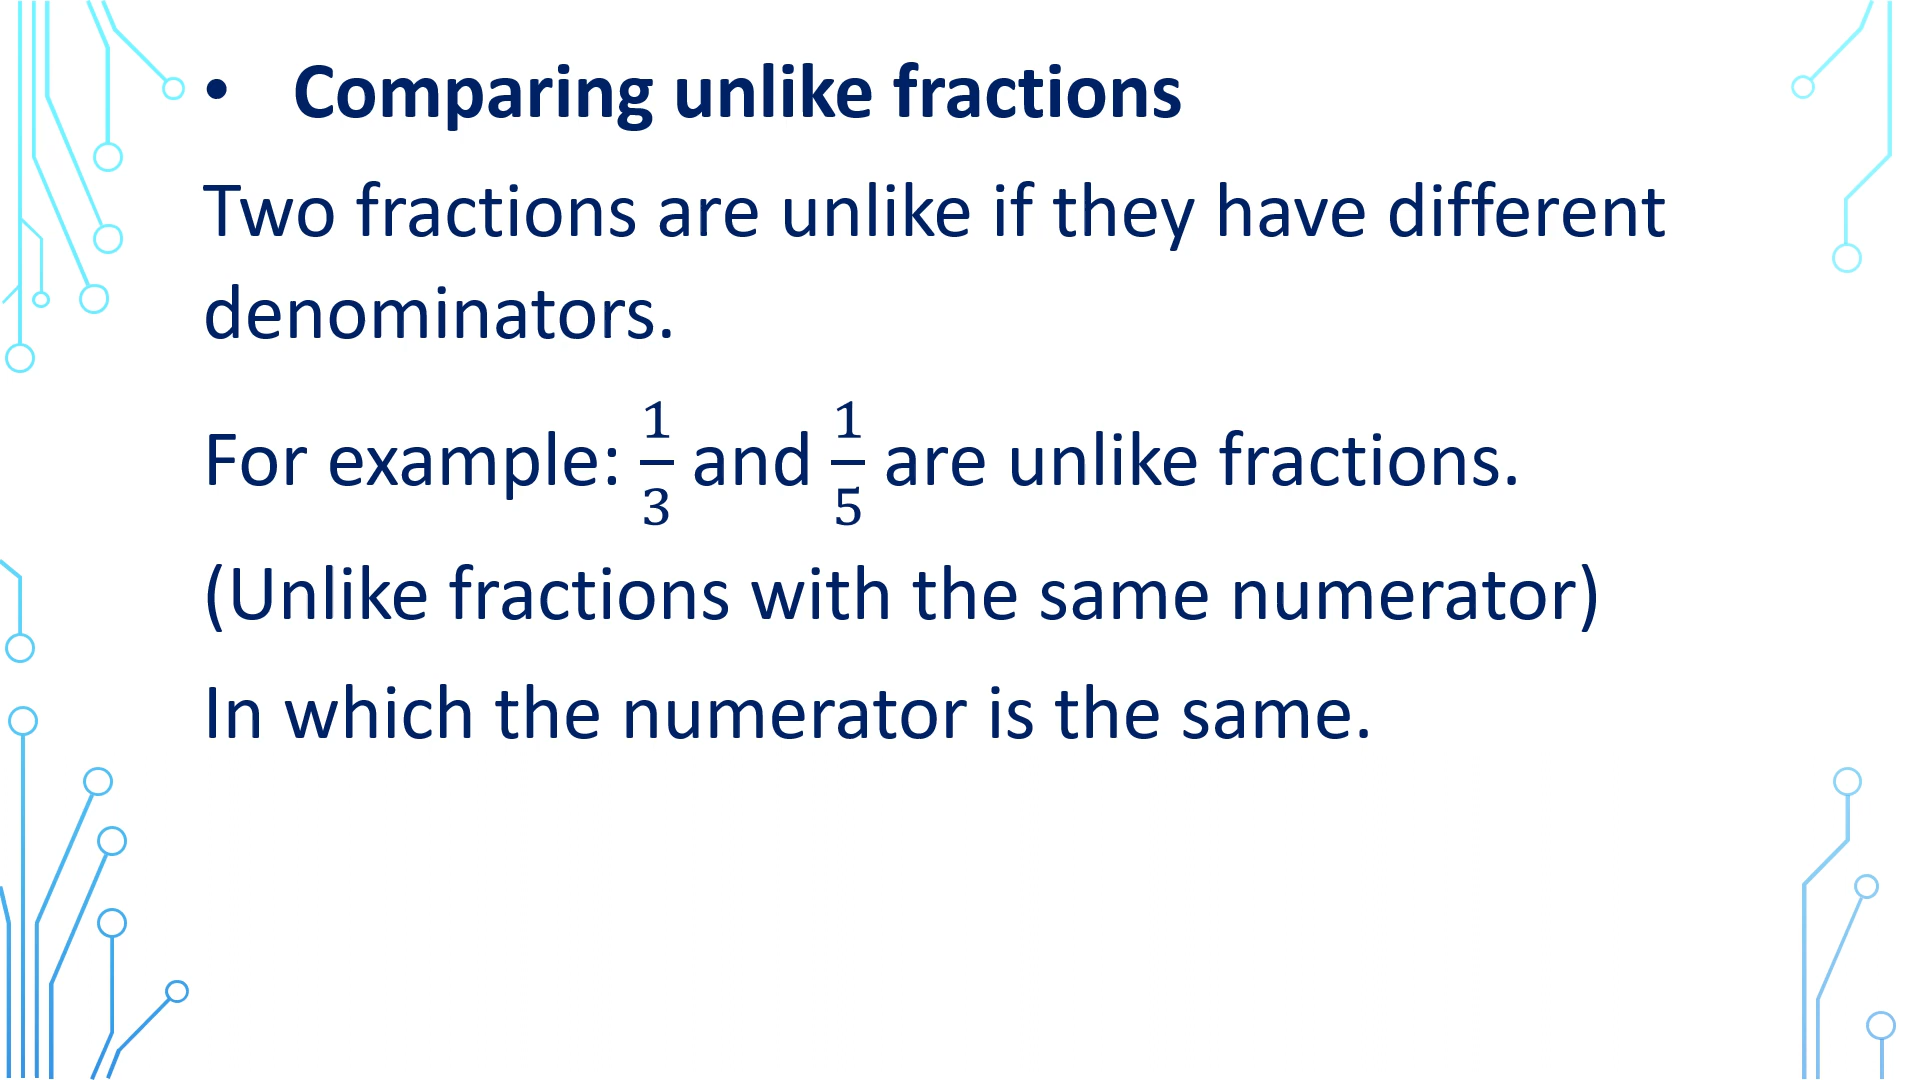 • Comparing unlike fractions
Two fractions are unlike if they have different
denominators.
For example: 1/3 and 1/5 are unlike fractions.
(Unlike fractions with the same numerator)
In which the numerator is the same.